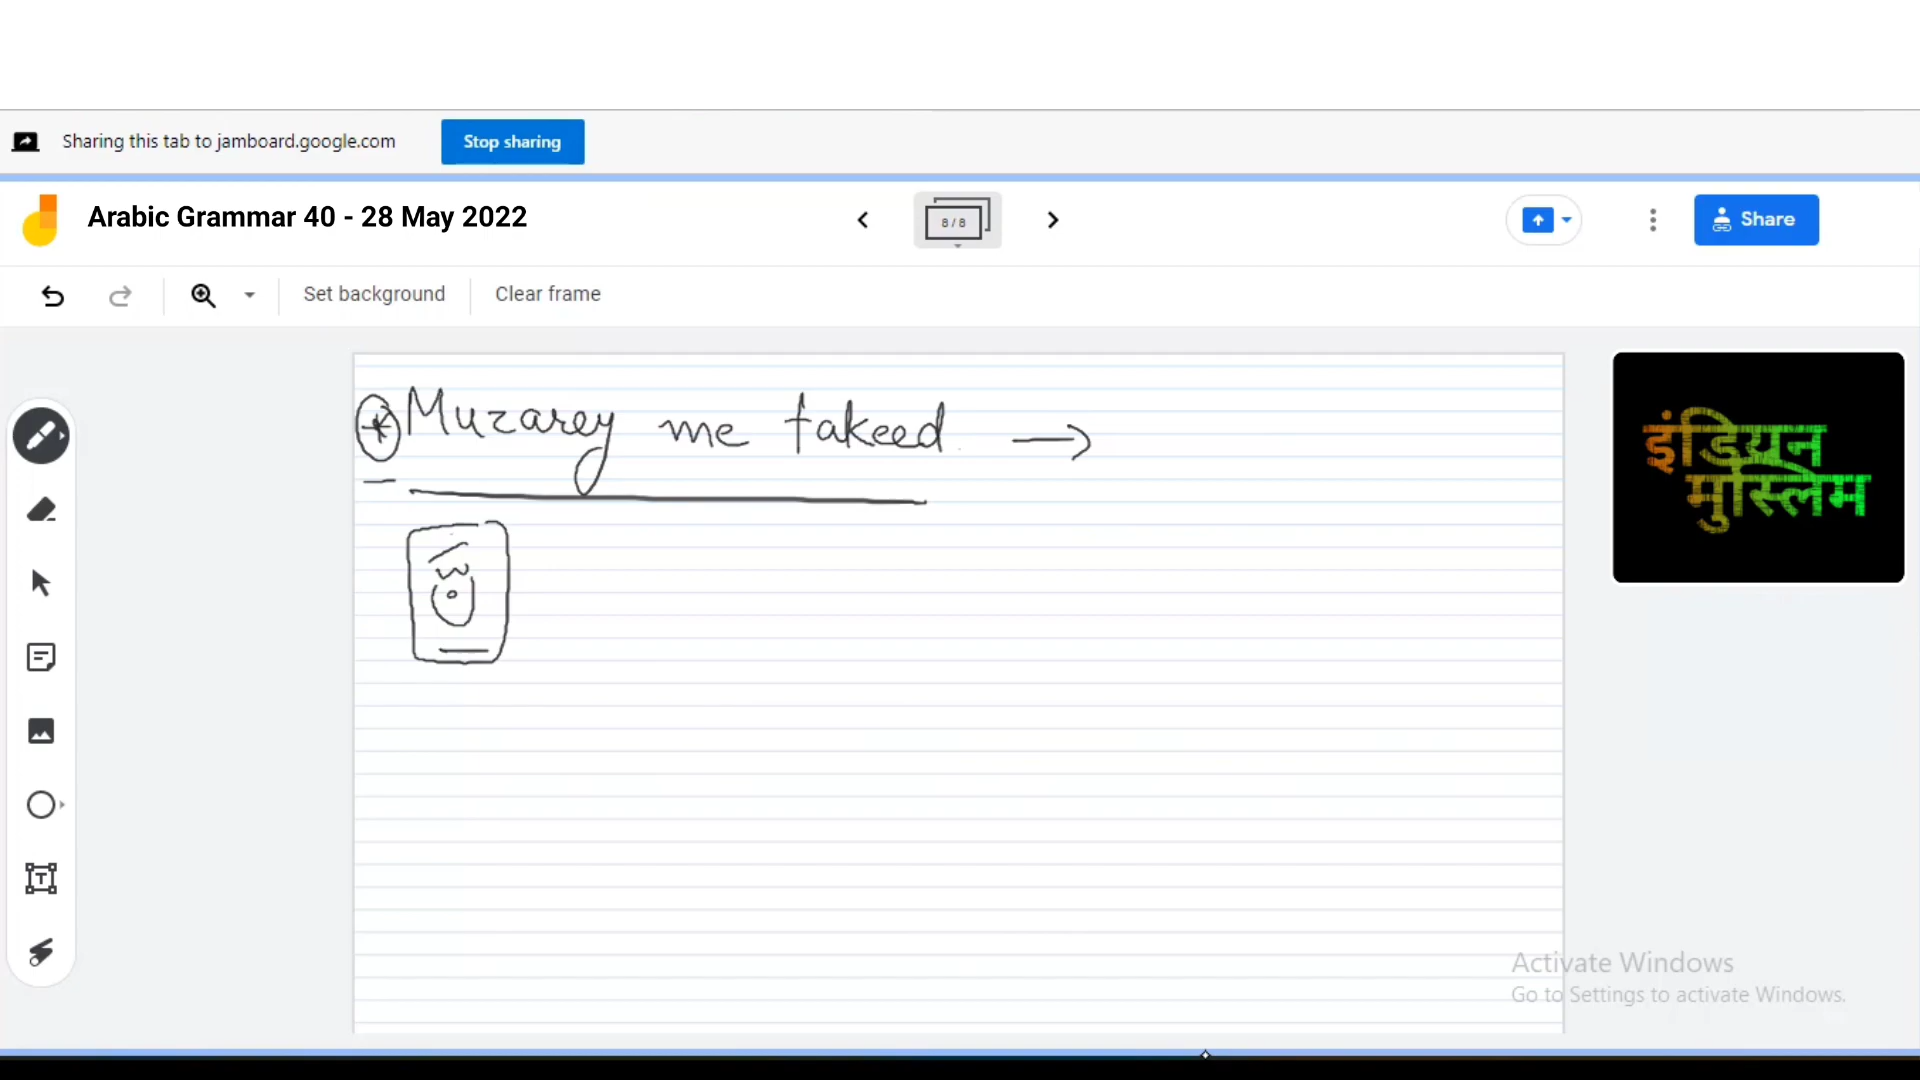 Sharing this tab to jamboard.google.com Stop sharing
Arabic Grammar 40 - 28 May 2022
8 / 8
Share
Set background Clear frame
Muzarey me takeed →
نَّ
इंडियन
मुस्लिम
Activate Windows
Go to Settings to activate Windows.